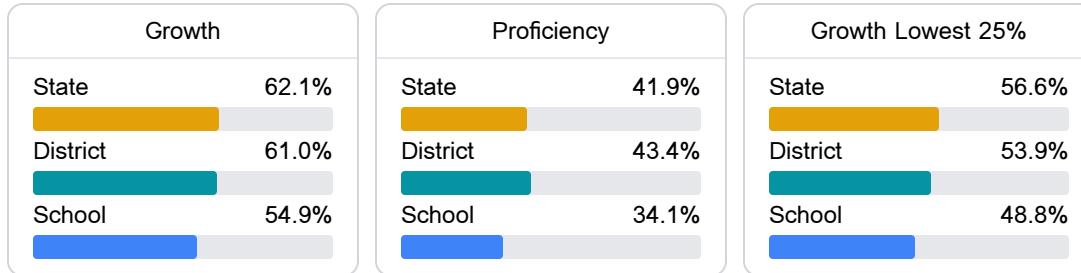 Growth
State 62.1%
District 61.0%
School 54.9%
Proficiency
State 41.9%
District 43.4%
School 34.1%
Growth Lowest 25%
State 56.6%
District 53.9%
School 48.8%